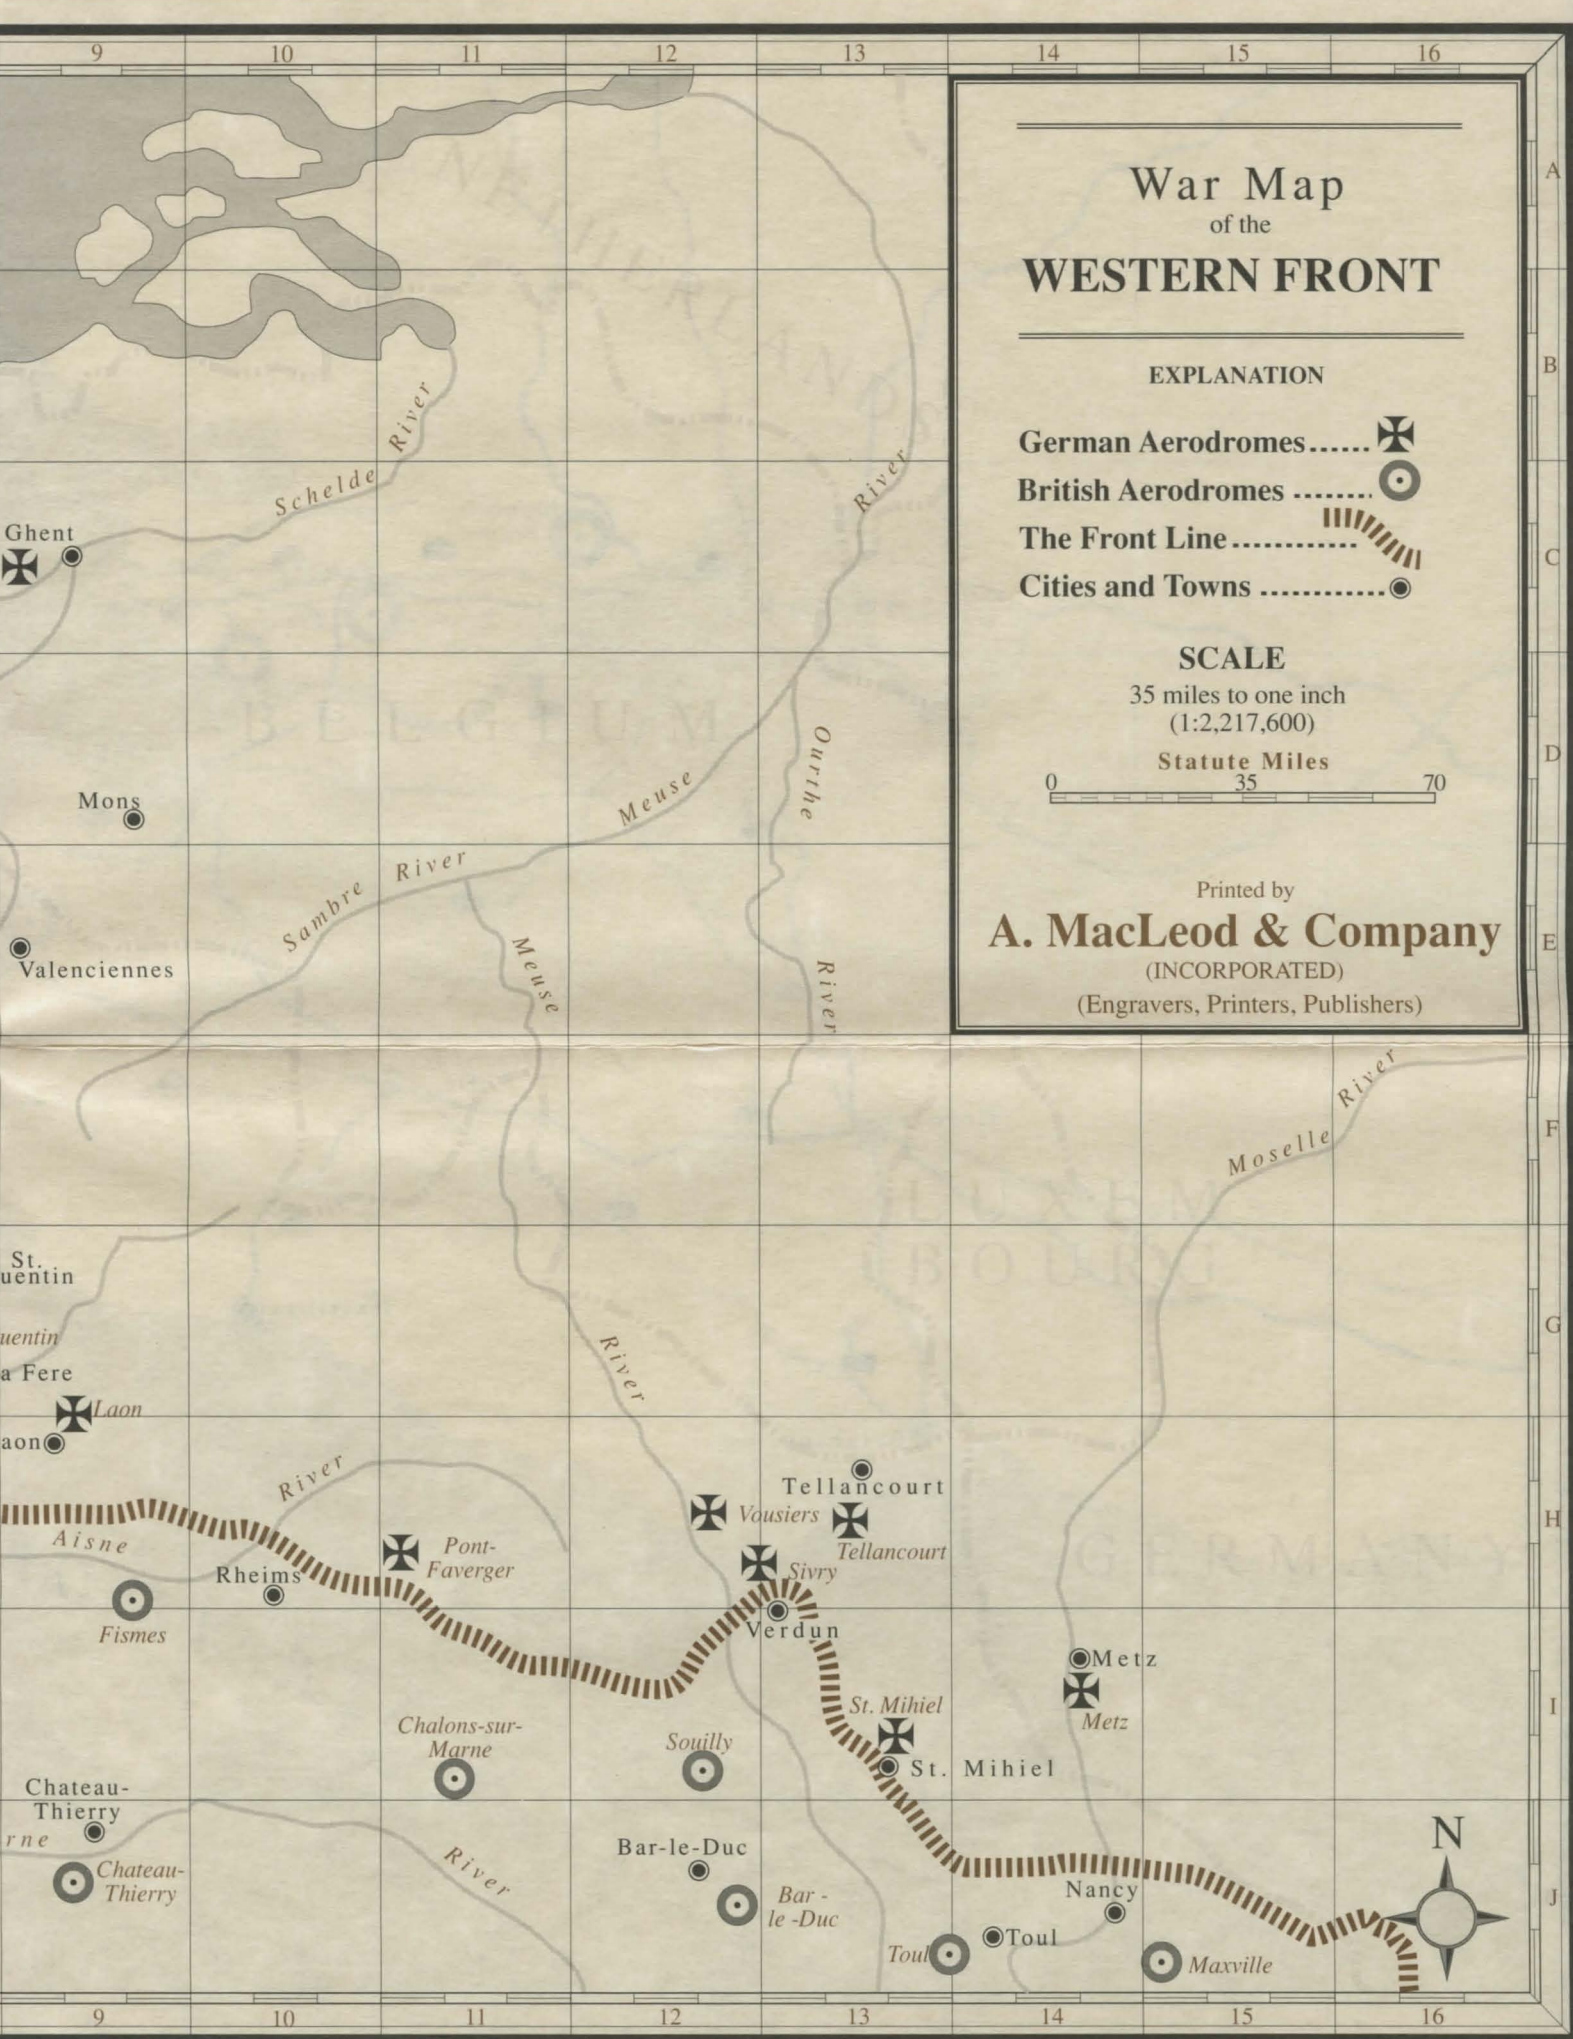 9 10 11 12 13 14 15 16
War Map
of the
WESTERN FRONT
EXPLANATION
German Aerodromes......
British Aerodromes ........
The Front Line............
Cities and Towns ............
SCALE
35 miles to one inch
(1:2,217,600)
Statute Miles
0 35 70
Printed by
A. MacLeod & Company
(INCORPORATED)
(Engravers, Printers, Publishers)
A
B
C
D
E
F
G
H
I
J
Schelde River
River
Ghent
Mons
Meuse
Ourthe
River
Sambre River
Meuse
River
Valenciennes
Moselle River
St.
uentin
uentin
a Fere
Laon
aon
River
Aisne
Tellancourt
Vousiers
Tellancourt
Pont-
Faverger
Sivry
Rheims
Fismes
Verdun
Metz
Metz
St. Mihiel
St. Mihiel
Chalons-sur-
Marne
Souilly
Chateau-
Thierry
rne
River
Chateau-
Thierry
Bar-le-Duc
Bar -
le -Duc
Nancy
Toul
Toul
Maxville
N
9 10 11 12 13 14 15 16